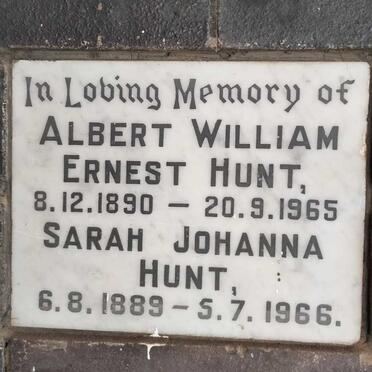 In Loving Memory of
ALBERT WILLIAM
ERNEST HUNT,
8.12.1890 — 20.9.1965
SARAH JOHANNA
HUNT,
6.8.1889 — 5.7.1966.